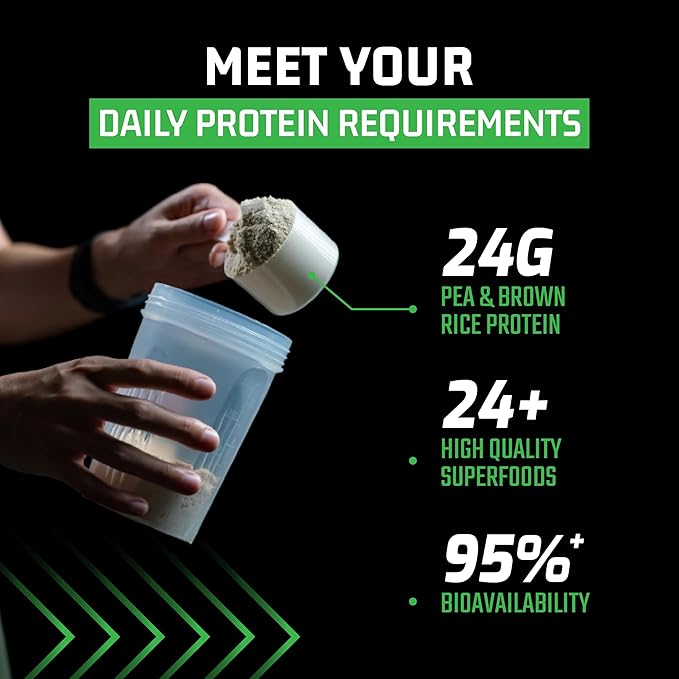 MEET YOUR
DAILY PROTEIN REQUIREMENTS
24G
PEA & BROWN
RICE PROTEIN
24+
HIGH QUALITY
SUPERFOODS
95%+
BIOAVAILABILITY